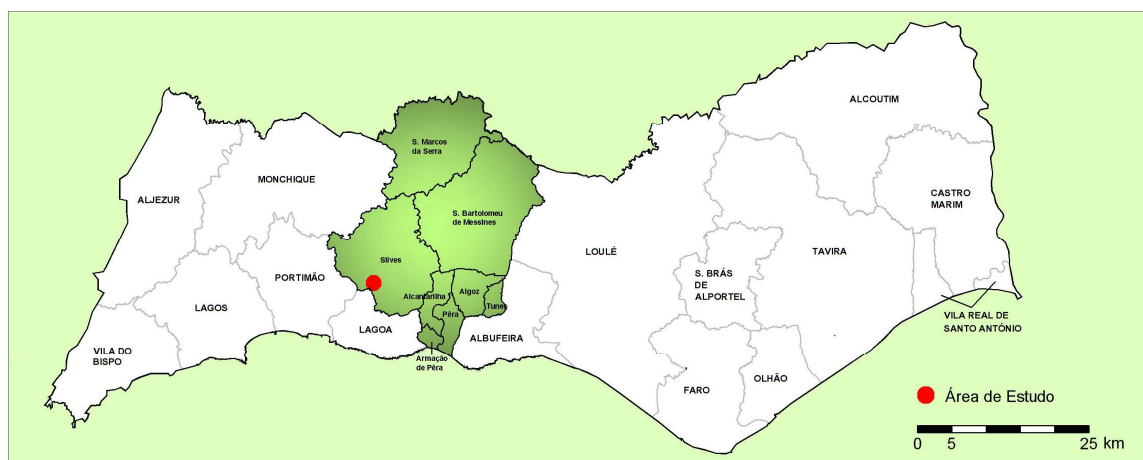 ALCOUTIM
S. Marcos
da Serra
MONCHIQUE
ALJEZUR
CASTRO
MARIM
S. Bartolomeu
de Messines
LOULÉ
TAVIRA
Silves
S. BRÁS
DE
ALPORTEL
PORTIMÃO
Alcantarilha
Algoz
Tunes
LAGOS
Pêra
LAGOA
ALBUFEIRA
VILA REAL DE
SANTO ANTÓNIO
VILA DO
BISPO
Armação
de Pêra
FARO
OLHÃO
Área de Estudo
0 5 25 km